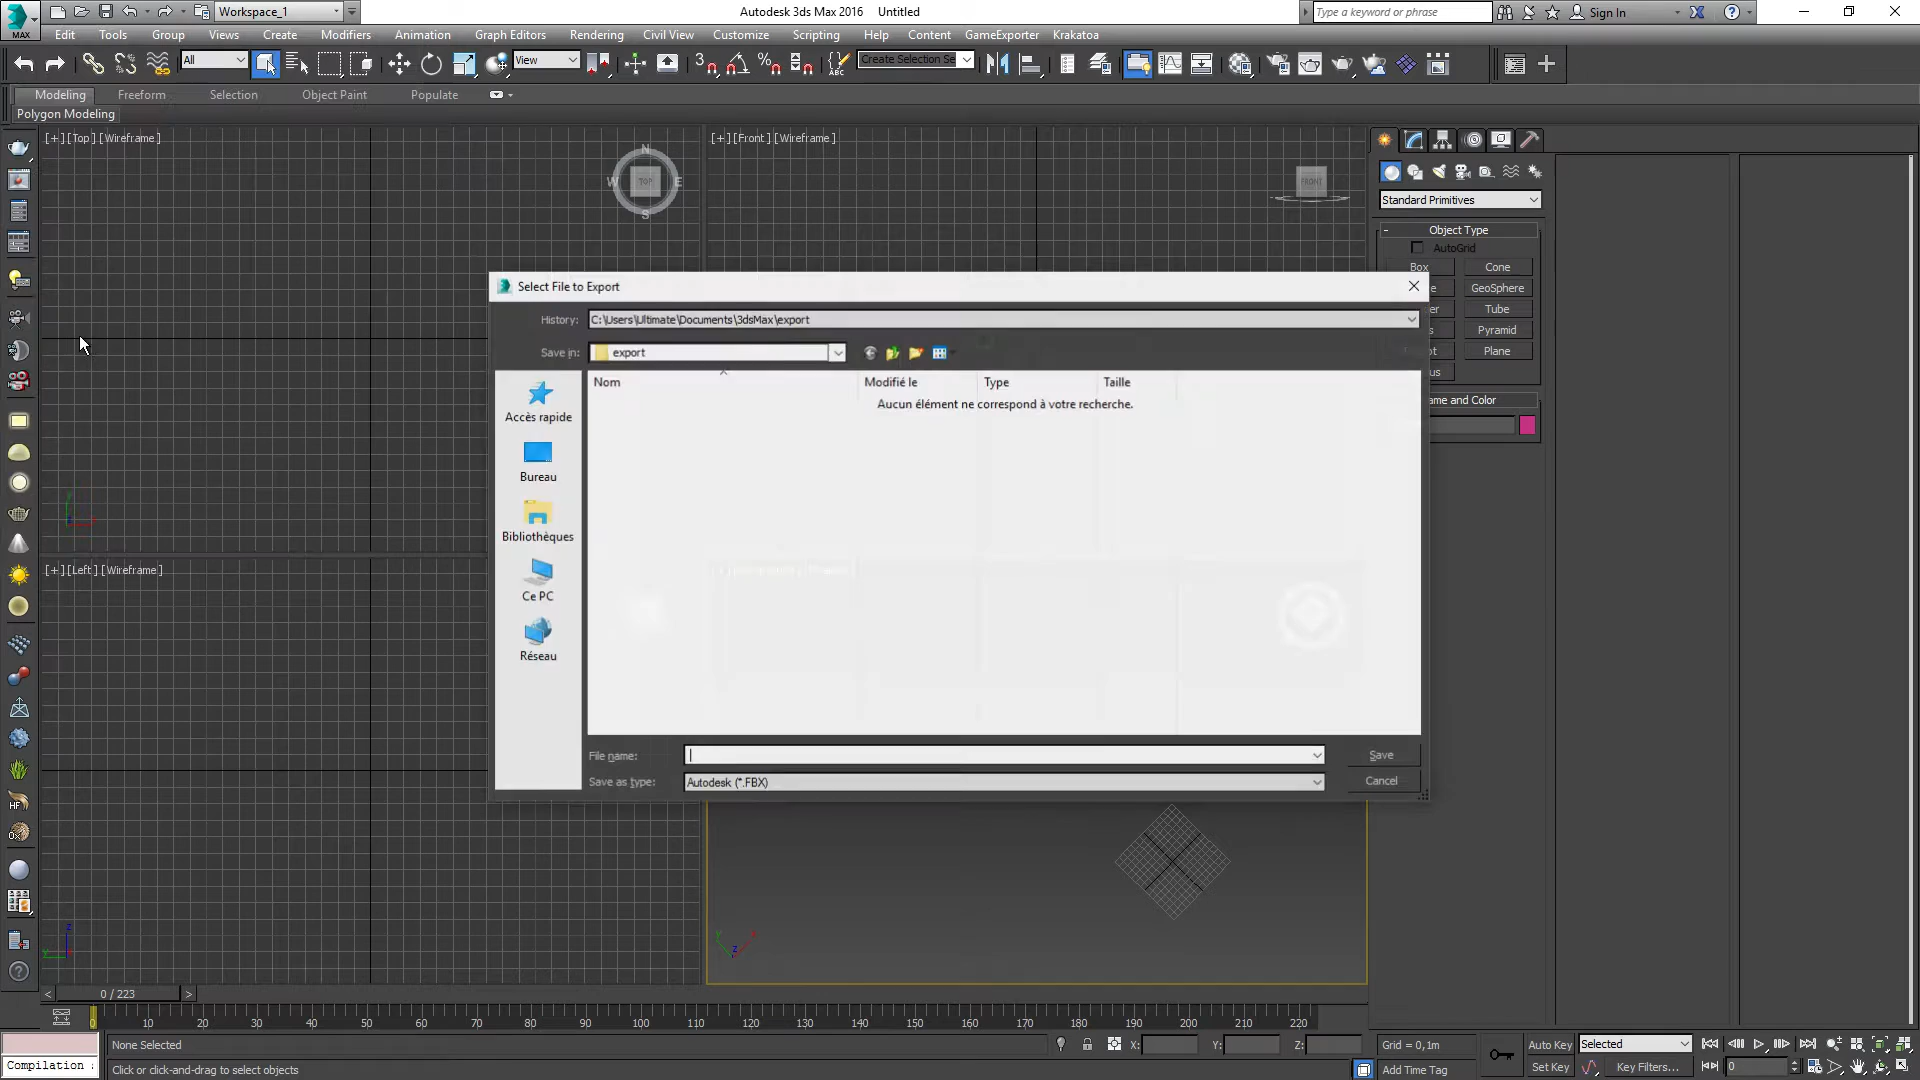 Workspace_1
Autodesk 3ds Max 2016 Untitled
Type a keyword or phrase
Sign In
MAX
Edit Tools Group Views Create Modifiers Animation Graph Editors Rendering Civil View Customize Scripting Help Content GameExporter Krakatoa
All
View
Create Selection Se
Modeling Freeform Selection Object Paint Populate
Polygon Modeling
[+][Top][Wireframe]
[+][Front][Wireframe]
N
W TOP E
S
FRONT
Standard Primitives
- Object Type
AutoGrid
Box Cone
GeoSphere
Tube
Pyramid
Plane
ame and Color
Select File to Export
History: C:\Users\Ultimate\Documents\3dsMax\export
Save in: export
Nom Modifié le Type Taille
Aucun élément ne correspond à votre recherche.
Accès rapide
Bureau
Bibliothèques
Ce PC
Réseau
File name: Save
Save as type: Autodesk (*.FBX) Cancel
[+][Left][Wireframe]
HF
< 0 / 223 >
0 10 20 30 40 50 60 70 80 90 100 110 120 130 140 150 160 170 180 190 200 210 220
None Selected
X: Y: Z: Grid = 0,1m
Auto Key Selected
Compilation
Click or click-and-drag to select objects
Add Time Tag
Set Key Key Filters... 0